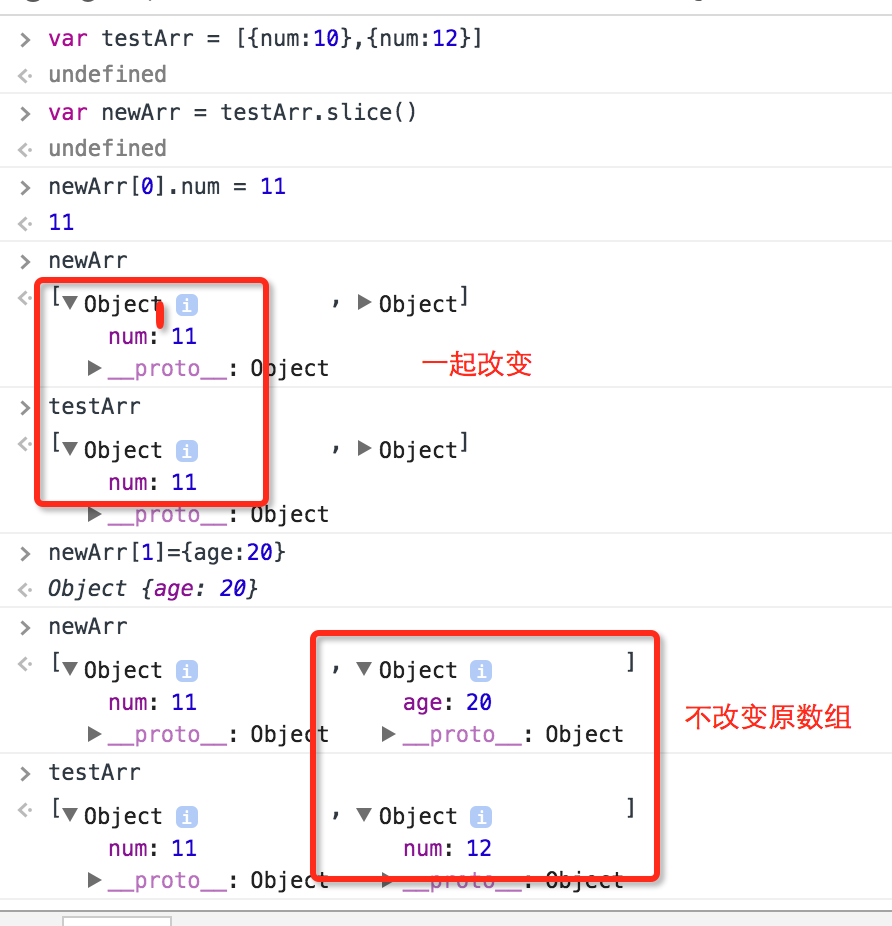 var testArr = [{num:10},{num:12}]
undefined
var newArr = testArr.slice()
undefined
newArr[0].num = 11
11
newArr
[▼Object i , ▶Object]
num: 11
▶__proto__: Object
一起改变
testArr
[▼Object i , ▶Object]
num: 11
▶__proto__: Object
newArr[1]={age:20}
Object {age: 20}
newArr
[▼Object i , ▼Object i ]
num: 11 age: 20
▶__proto__: Object ▶__proto__: Object
不改变原数组
testArr
[▼Object i , ▼Object i ]
num: 11 num: 12
▶__proto__: Object ▶__proto__: Object